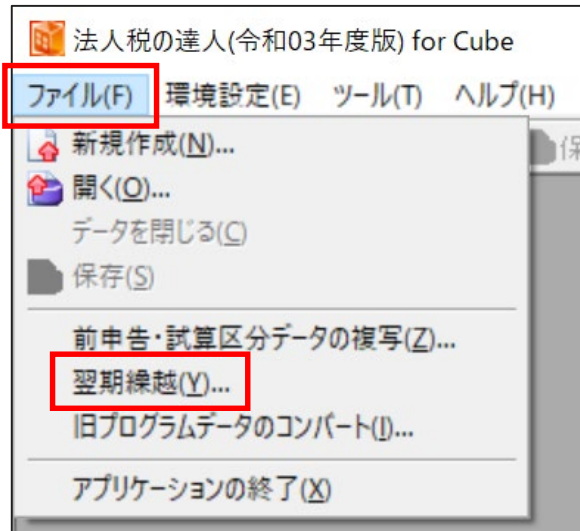 法人税の達人(令和03年度版) for Cube
ファイル(F) 環境設定(E) ツール(T) ヘルプ(H)
新規作成(N)...
開く(O)...
データを閉じる(C)
保存(S)
前申告・試算区分データの複写(Z)...
翌期繰越(Y)...
旧プログラムデータのコンバート(I)...
アプリケーションの終了(X)